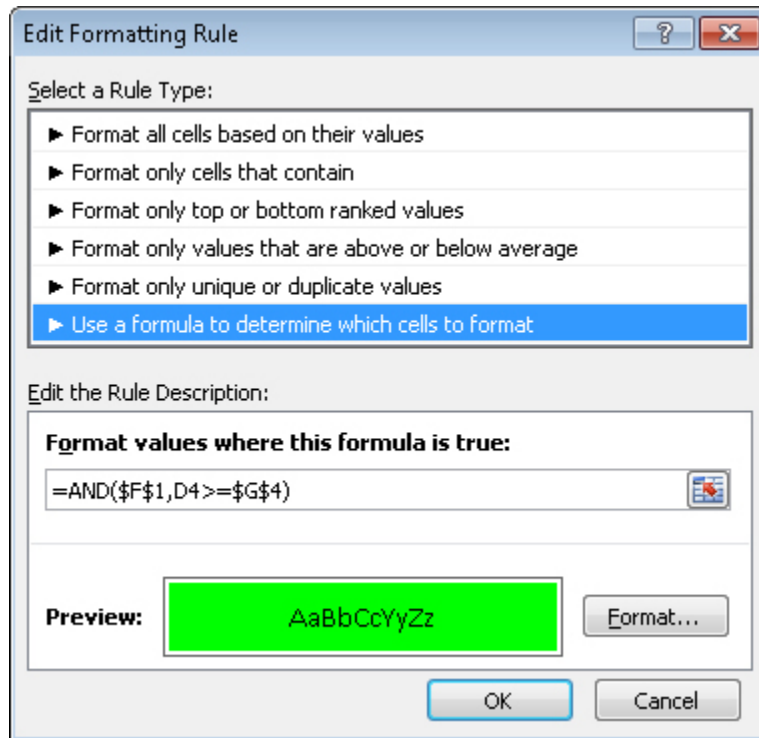 Edit Formatting Rule
Select a Rule Type:
► Format all cells based on their values
► Format only cells that contain
► Format only top or bottom ranked values
► Format only values that are above or below average
► Format only unique or duplicate values
► Use a formula to determine which cells to format
Edit the Rule Description:
Format values where this formula is true:
=AND($F$1,D4>=$G$4)
Preview: AaBbCcYyZz Format...
OK Cancel